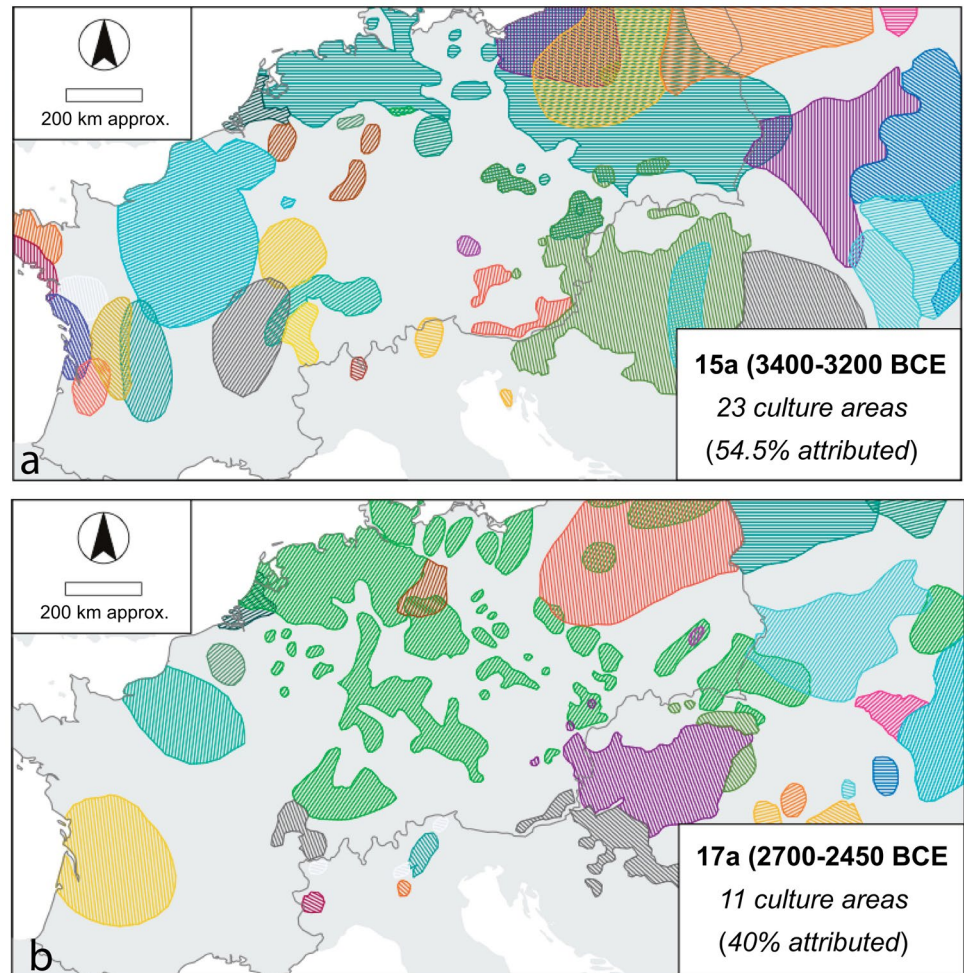 200 km approx.
15a (3400-3200 BCE
23 culture areas
(54.5% attributed)
a
200 km approx.
17a (2700-2450 BCE
11 culture areas
(40% attributed)
b